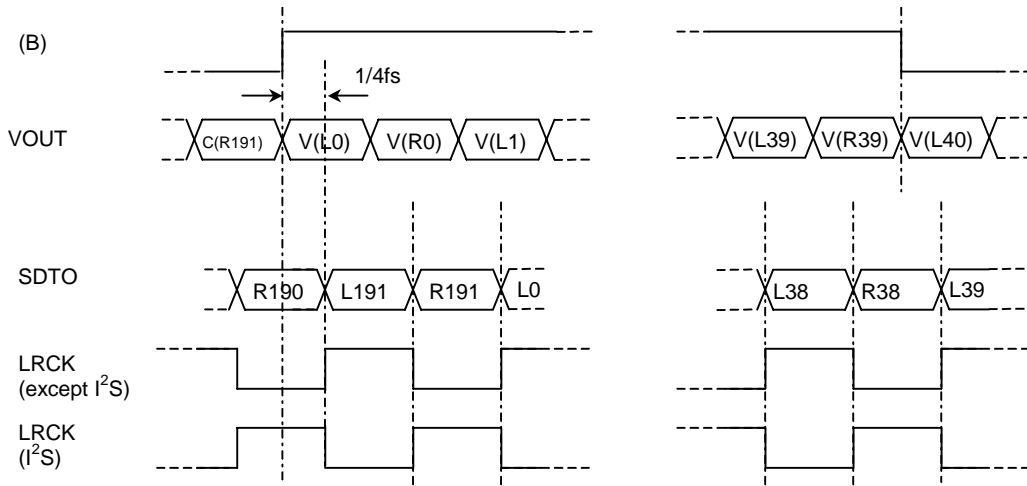 (B)
1/4fs
VOUT
C(R191) V(L0) V(R0) V(L1) V(L39) V(R39) V(L40)
SDTO
R190 L191 R191 L0 L38 R38 L39
LRCK
(except I²S)
LRCK
(I²S)